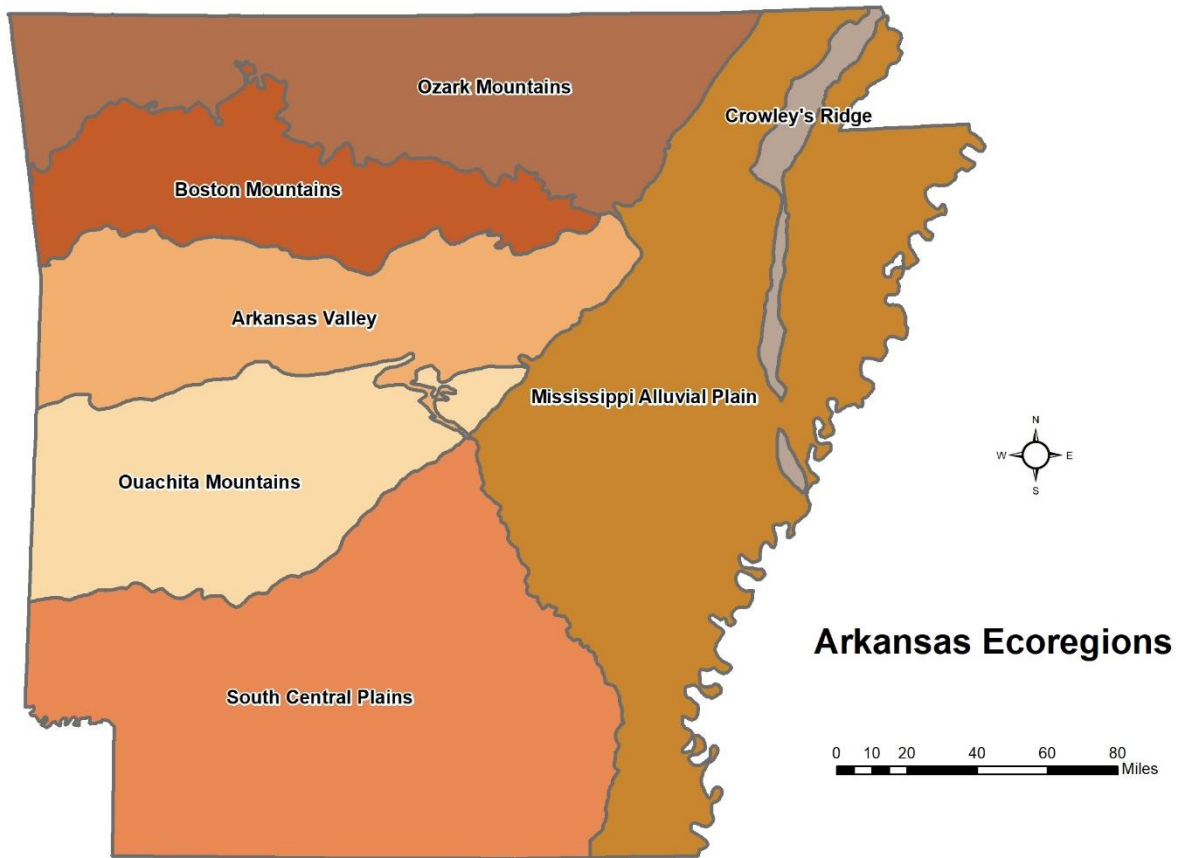 Ozark Mountains
Crowley's Ridge
Boston Mountains
Arkansas Valley
Mississippi Alluvial Plain
N
W E
S
Ouachita Mountains
Arkansas Ecoregions
South Central Plains
0 10 20 40 60 80
Miles